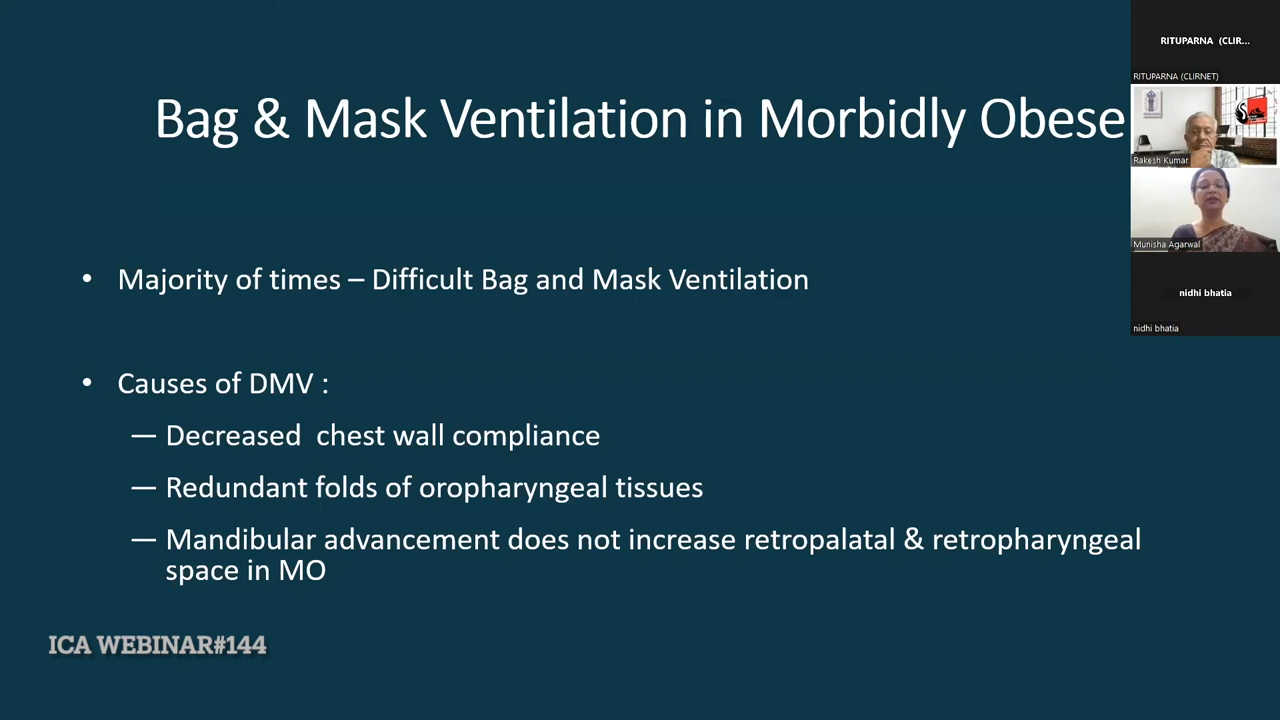 Bag & Mask Ventilation in Morbidly Obese
• Majority of times – Difficult Bag and Mask Ventilation
• Causes of DMV :
— Decreased  chest wall compliance
— Redundant folds of oropharyngeal tissues
— Mandibular advancement does not increase retropalatal & retropharyngeal
space in MO
ICA WEBINAR#144
RITUPARNA (CLIR...
RITUPARNA (CLIRNET)
Rakesh Kumar
Munisha Agarwal
nidhi bhatia
nidhi bhatia